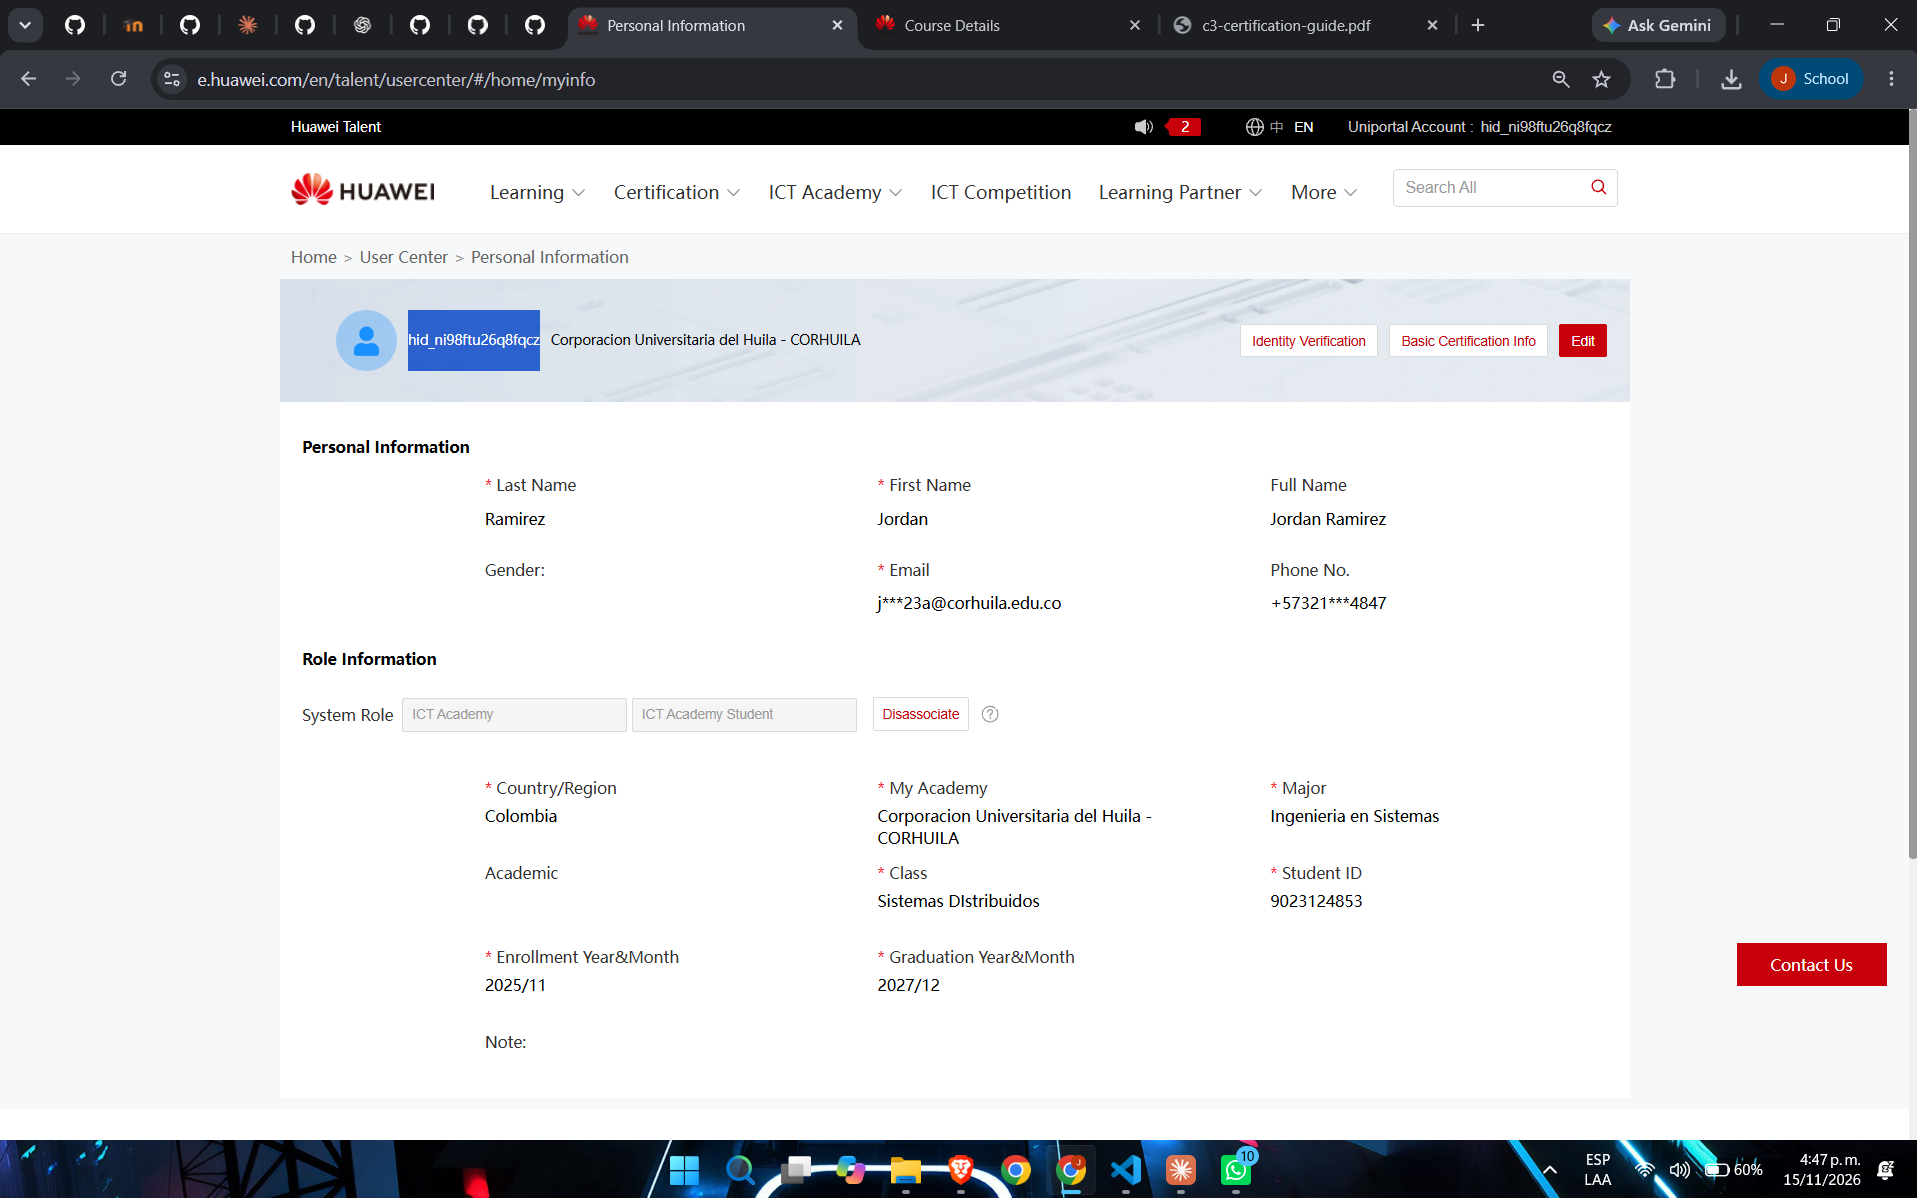 Personal Information
Course Details
c3-certification-guide.pdf
Ask Gemini
e.huawei.com/en/talent/usercenter/#/home/myinfo
J School
Huawei Talent
2
中 EN
Uniportal Account : hid_ni98ftu26q8fqcz
HUAWEI
Learning
Certification
ICT Academy
ICT Competition
Learning Partner
More
Search All
Home > User Center > Personal Information
hid_ni98ftu26q8fqcz
Corporacion Universitaria del Huila - CORHUILA
Identity Verification
Basic Certification Info
Edit
Personal Information
* Last Name
* First Name
Full Name
Ramirez
Jordan
Jordan Ramirez
Gender:
* Email
Phone No.
j***23a@corhuila.edu.co
+57321***4847
Role Information
System Role
ICT Academy
ICT Academy Student
Disassociate
?
* Country/Region
* My Academy
* Major
Colombia
Corporacion Universitaria del Huila -
CORHUILA
Ingenieria en Sistemas
Academic
* Class
* Student ID
Sistemas DIstribuidos
9023124853
* Enrollment Year&Month
* Graduation Year&Month
2025/11
2027/12
Contact Us
Note:
10
ESP
LAA
60%
4:47 p. m.
15/11/2026